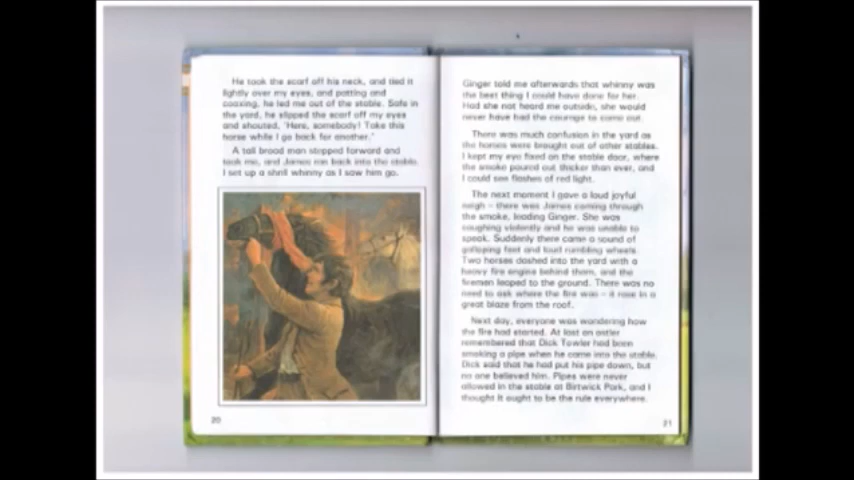 He took the scarf off his neck, and tied it
lightly over my eyes, and patting and
coaxing, he led me out of the stable. Safe in
the yard, he slipped the scarf off my eyes
and shouted, 'Here, somebody! Take this
horse while I go back for another.'
A tall broad man stepped forward and
took me, and James ran back into the stable.
I set up a shrill whinny as I saw him go.
20
Ginger told me afterwards that whinny was
the best thing I could have done for her.
Had she not heard me outside, she would
never have had the courage to come out.
There was much confusion in the yard as
the horses were brought out of other stables.
I kept my eye fixed on the stable door, where
the smoke poured out thicker than ever, and
I could see flashes of red light.
The next moment I gave a loud joyful
neigh – there was James coming through
the smoke, leading Ginger. She was
coughing violently and he was unable to
speak. Suddenly there came a sound of
galloping feet and loud rumbling wheels.
Two horses dashed into the yard with a
heavy fire engine behind them, and the
firemen leaped to the ground. There was no
need to ask where the fire was – it rose in a
great blaze from the roof.
Next day, everyone was wondering how
the fire had started. At last an ostler
remembered that Dick Towler had been
smoking a pipe when he came into the stable.
Dick said that he had put his pipe down, but
no one believed him. Pipes were never
allowed in the stable at Birtwick Park, and I
thought it ought to be the rule everywhere.
21